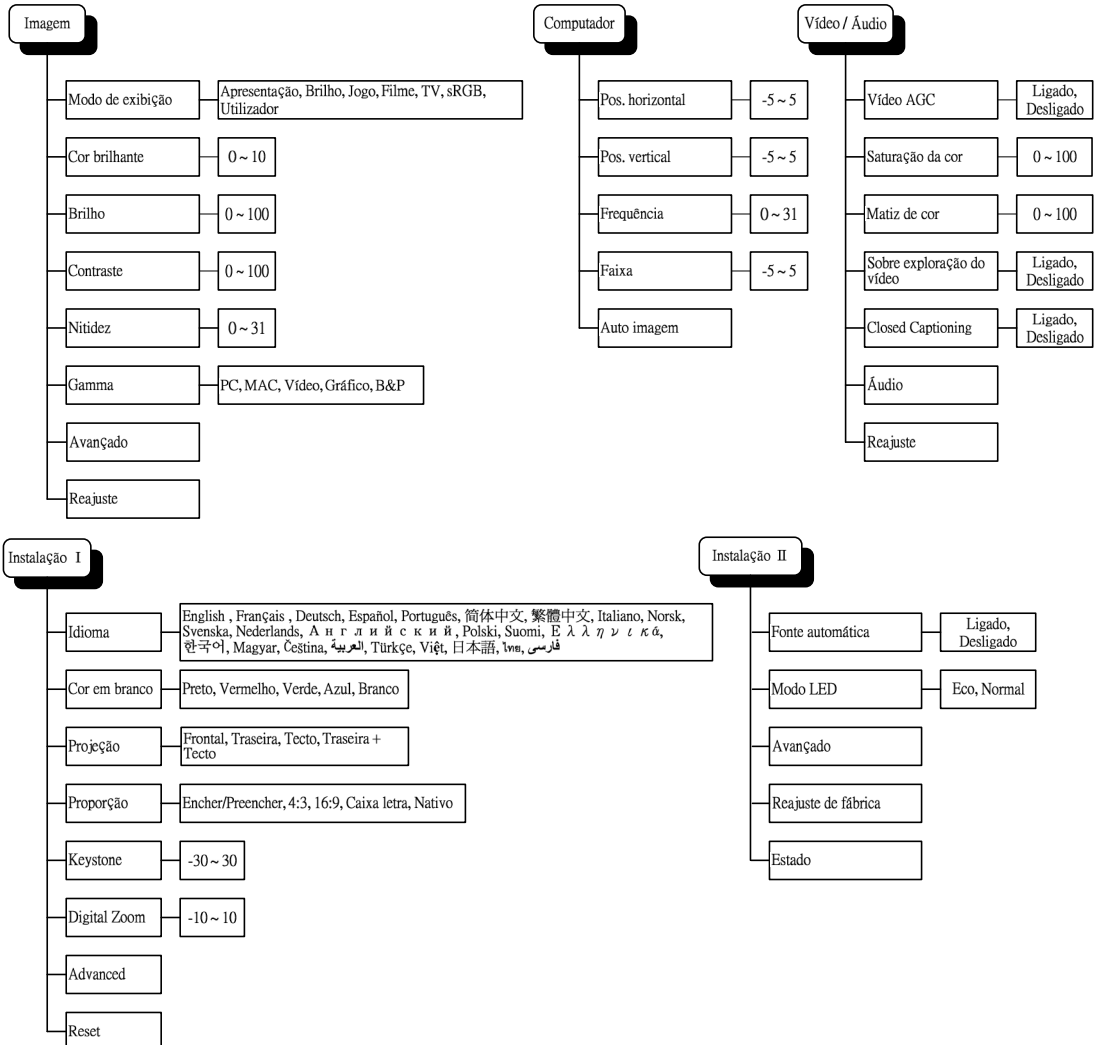 Imagem
Modo de exibição
Apresentação, Brilho, Jogo, Filme, TV, sRGB,
Utilizador
Cor brilhante
0 ~ 10
Brilho
0 ~ 100
Contraste
0 ~ 100
Nitidez
0 ~ 31
Gamma
PC, MAC, Vídeo, Gráfico, B&P
Avançado
Reajuste
Computador
Pos. horizontal
-5 ~ 5
Pos. vertical
-5 ~ 5
Frequência
0 ~ 31
Faixa
-5 ~ 5
Auto imagem
Vídeo / Áudio
Vídeo AGC
Ligado,
Desligado
Saturação da cor
0 ~ 100
Matiz de cor
0 ~ 100
Sobre exploração do
vídeo
Ligado,
Desligado
Closed Captioning
Ligado,
Desligado
Áudio
Reajuste
Instalação I
Idioma
English , Français , Deutsch, Español, Português, 简体中文, 繁體中文, Italiano, Norsk,
Svenska, Nederlands, Английский, Polski, Suomi, Ελληνικά,
한국어, Magyar, Čeština, العربية, Türkçe, Việt, 日本語, ไทย, فارسی
Cor em branco
Preto, Vermelho, Verde, Azul, Branco
Projeção
Frontal, Traseira, Tecto, Traseira +
Tecto
Proporção
Encher/Preencher, 4:3, 16:9, Caixa letra, Nativo
Keystone
-30 ~ 30
Digital Zoom
-10 ~ 10
Advanced
Reset
Instalação II
Fonte automática
Ligado,
Desligado
Modo LED
Eco, Normal
Avançado
Reajuste de fábrica
Estado